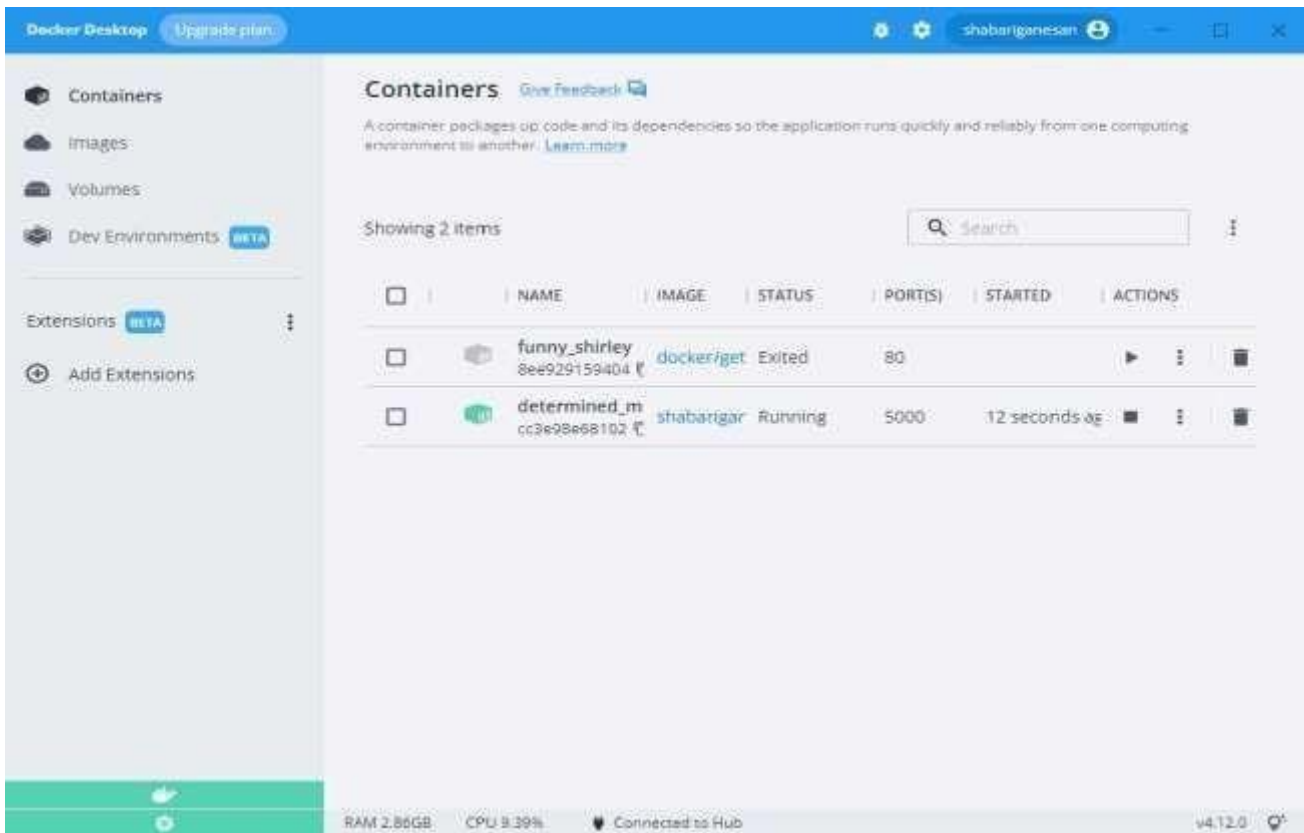 Docker Desktop Upgrade plan shabariganesan
Containers
Images
Volumes
Dev Environments BETA
Extensions BETA
Add Extensions
Containers Give Feedback
A container packages up code and its dependencies so the application runs quickly and reliably from one computing
environment to another. Learn more
Showing 2 items Search
NAME IMAGE STATUS PORT(S) STARTED ACTIONS
funny_shirley docker/get Exited 80
8ee929159404
determined_m shabarigar Running 5000 12 seconds ag
cc3e98e68102
RAM 2.86GB CPU 9.39% Connected to Hub v4.12.0